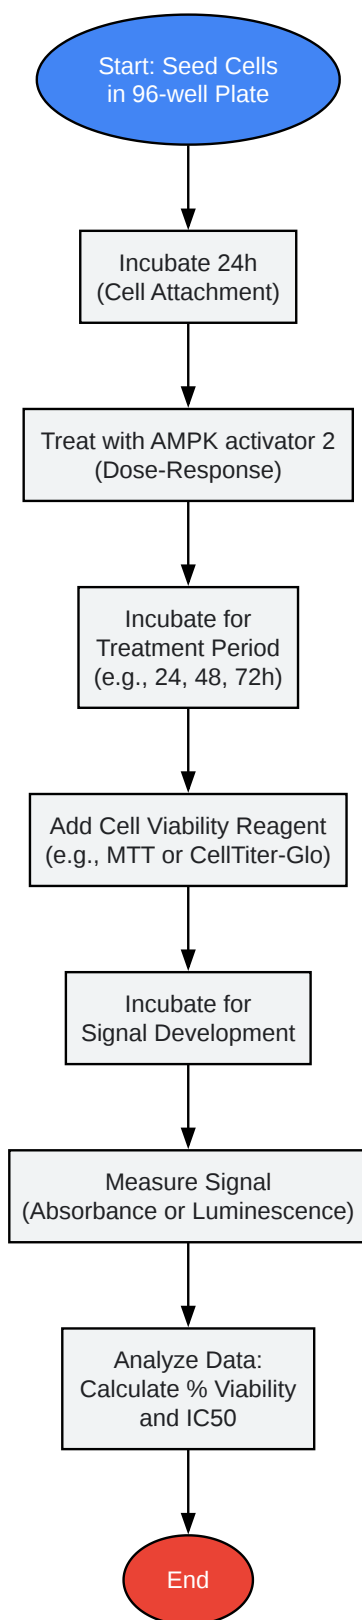 Start: Seed Cells
in 96-well Plate
Incubate 24h
(Cell Attachment)
Treat with AMPK activator 2
(Dose-Response)
Incubate for
Treatment Period
(e.g., 24, 48, 72h)
Add Cell Viability Reagent
(e.g., MTT or CellTiter-Glo)
Incubate for
Signal Development
Measure Signal
(Absorbance or Luminescence)
Analyze Data:
Calculate % Viability
and IC50
End